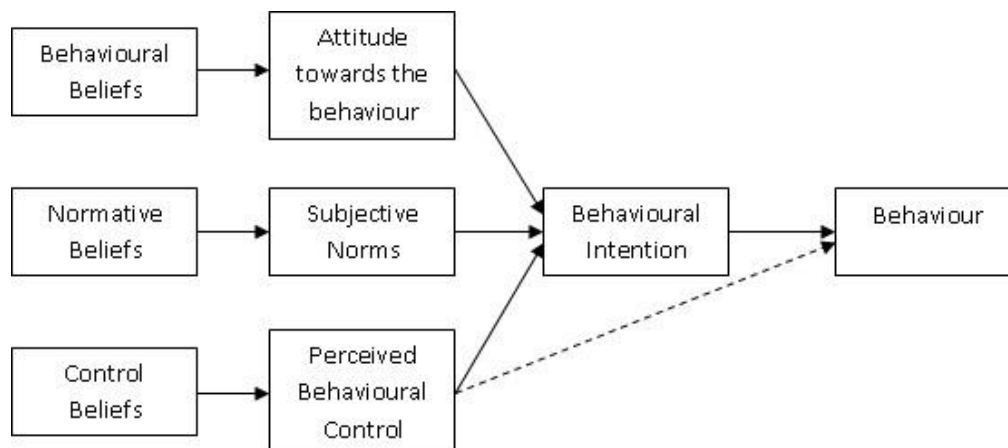 Behavioural
Beliefs
Attitude
towards the
behaviour
Normative
Beliefs
Subjective
Norms
Behavioural
Intention
Behaviour
Control
Beliefs
Perceived
Behavioural
Control